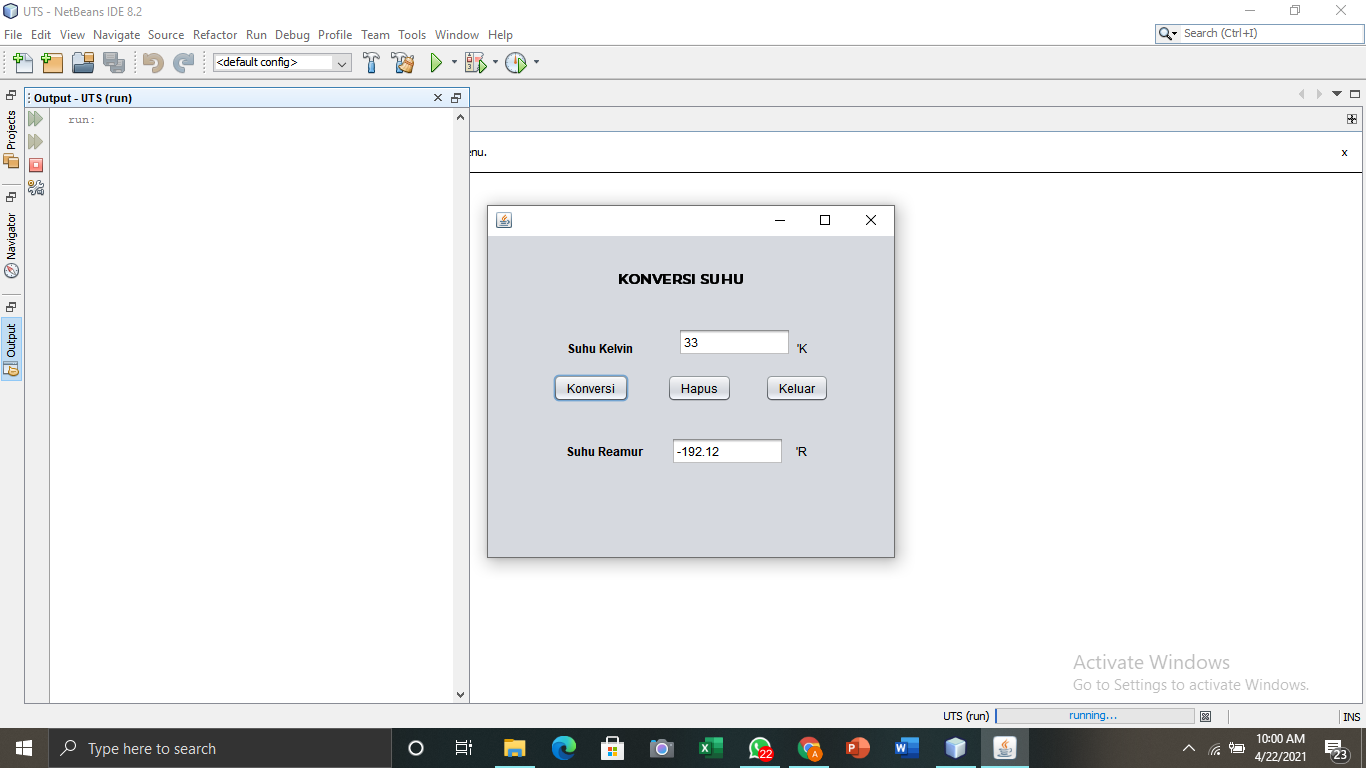 UTS - NetBeans IDE 8.2
File Edit View Navigate Source Refactor Run Debug Profile Team Tools Window Help
Search (Ctrl+I)
<default config>
Output - UTS (run)
Projects
run:
enu.
x
Navigator
KONVERSI SUHU
Output
Suhu Kelvin 33 'K
Konversi Hapus Keluar
Suhu Reamur -192.12 'R
Activate Windows
Go to Settings to activate Windows.
UTS (run) running... INS
Type here to search
22
A
10:00 AM
4/22/2021
23